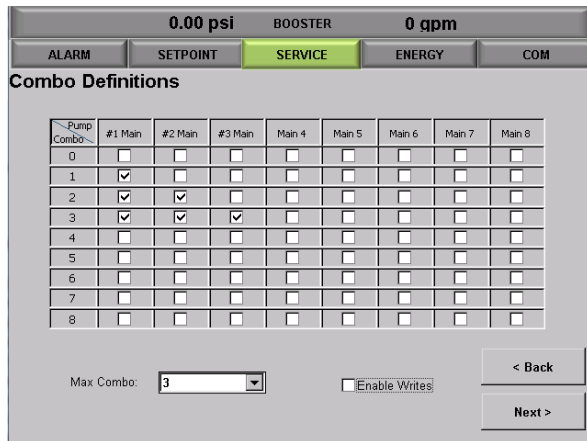 0.00 psi BOOSTER 0 gpm
ALARM SETPOINT SERVICE ENERGY COM
Combo Definitions
Pump
Combo #1 Main #2 Main #3 Main Main 4 Main 5 Main 6 Main 7 Main 8
0
1
2
3
4
5
6
7
8
< Back
Max Combo: 3 Enable Writes
Next >